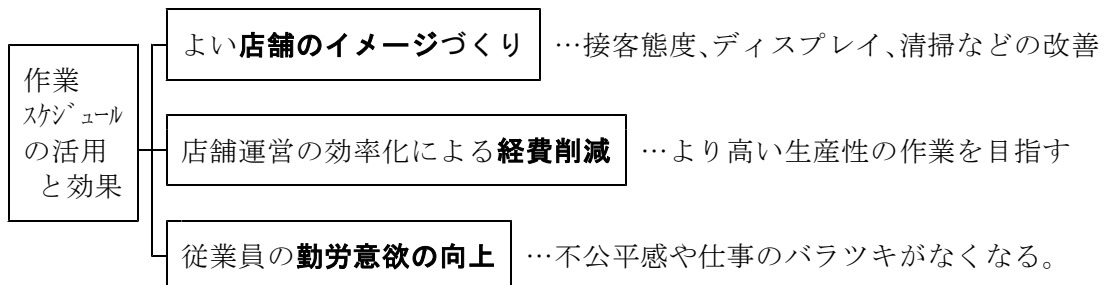 よい店舗のイメージづくり …接客態度、ディスプレイ、清掃などの改善
作業
スケジュール
の活用
と効果
店舗運営の効率化による経費削減 …より高い生産性の作業を目指す
従業員の勤労意欲の向上 …不公平感や仕事のバラツキがなくなる。